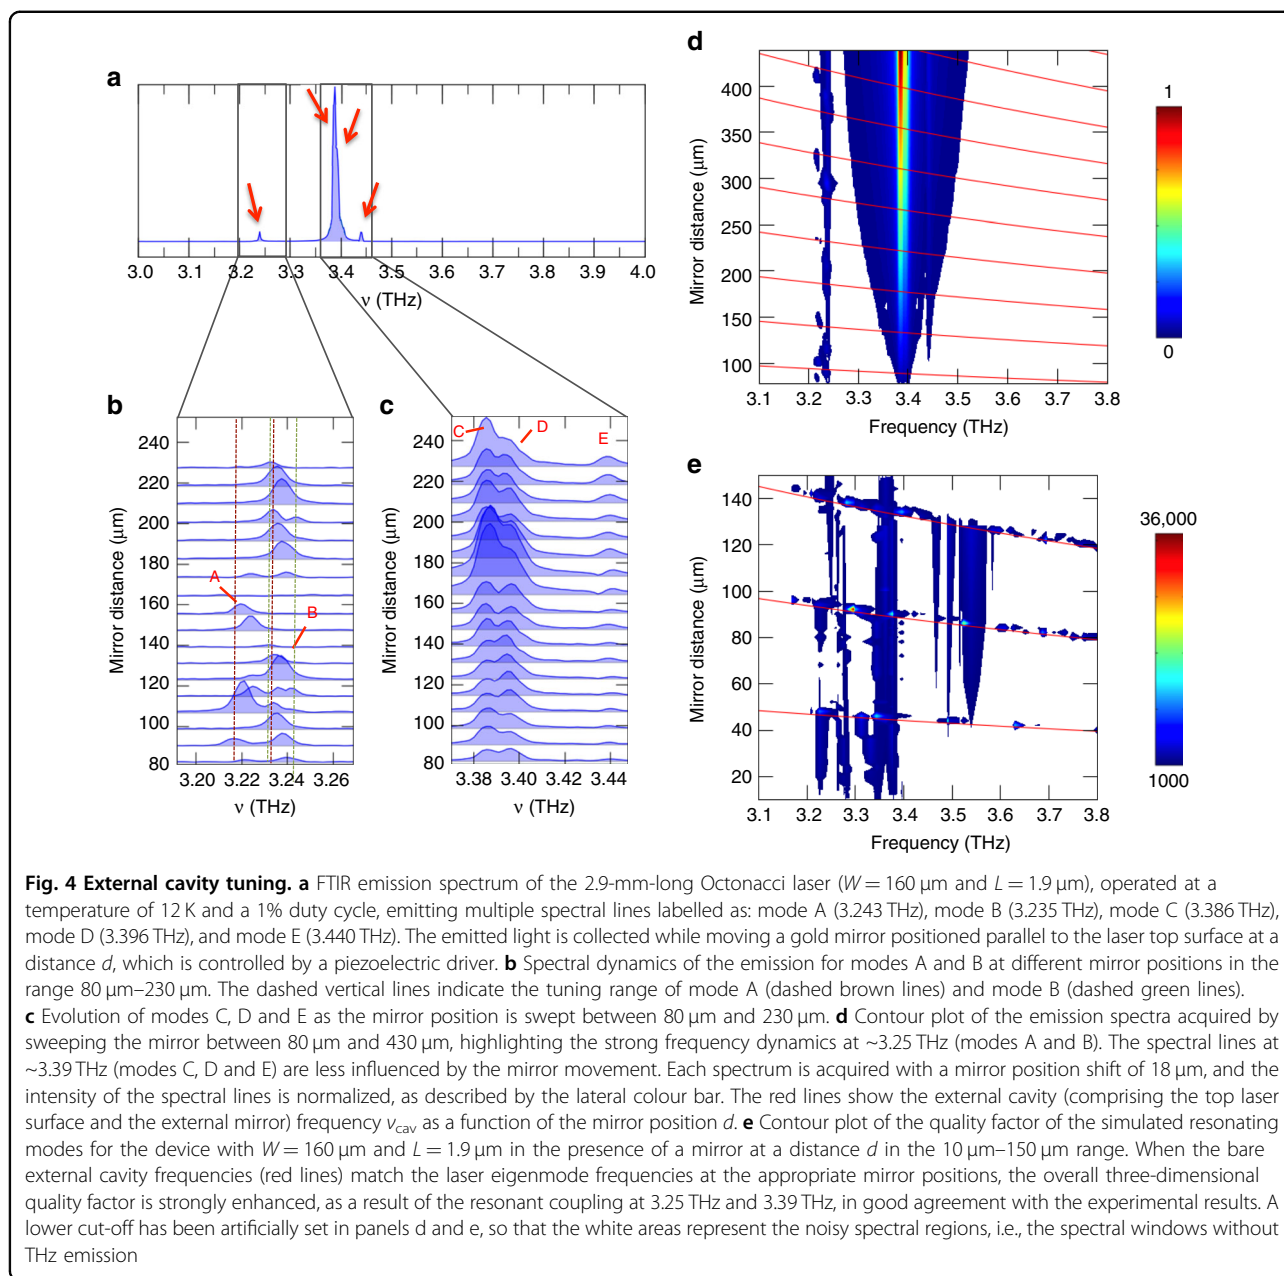 a
3.0 3.1 3.2 3.3 3.4 3.5 3.6 3.7 3.8 3.9 4.0
ν (THz)
b
240
220
200
180
160
140
120
100
80
Mirror distance (μm)
A
B
3.20 3.22 3.24 3.26
ν (THz)
c
240
220
200
180
160
140
120
100
80
Mirror distance (μm)
C
D
E
3.38 3.40 3.42 3.44
ν (THz)
d
400
350
300
250
200
150
100
Mirror distance (μm)
3.1 3.2 3.3 3.4 3.5 3.6 3.7 3.8
Frequency (THz)
1
0
e
140
120
100
80
60
40
20
Mirror distance (μm)
3.1 3.2 3.3 3.4 3.5 3.6 3.7 3.8
Frequency (THz)
36,000
1000
Fig. 4 External cavity tuning. a FTIR emission spectrum of the 2.9-mm-long Octonacci laser (W = 160 μm and L = 1.9 μm), operated at a
temperature of 12 K and a 1% duty cycle, emitting multiple spectral lines labelled as: mode A (3.243 THz), mode B (3.235 THz), mode C (3.386 THz),
mode D (3.396 THz), and mode E (3.440 THz). The emitted light is collected while moving a gold mirror positioned parallel to the laser top surface at a
distance d, which is controlled by a piezoelectric driver. b Spectral dynamics of the emission for modes A and B at different mirror positions in the
range 80 μm–230 μm. The dashed vertical lines indicate the tuning range of mode A (dashed brown lines) and mode B (dashed green lines).
c Evolution of modes C, D and E as the mirror position is swept between 80 μm and 230 μm. d Contour plot of the emission spectra acquired by
sweeping the mirror between 80 μm and 430 μm, highlighting the strong frequency dynamics at ~3.25 THz (modes A and B). The spectral lines at
~3.39 THz (modes C, D and E) are less influenced by the mirror movement. Each spectrum is acquired with a mirror position shift of 18 μm, and the
intensity of the spectral lines is normalized, as described by the lateral colour bar. The red lines show the external cavity (comprising the top laser
surface and the external mirror) frequency νcav as a function of the mirror position d. e Contour plot of the quality factor of the simulated resonating
modes for the device with W = 160 μm and L = 1.9 μm in the presence of a mirror at a distance d in the 10 μm–150 μm range. When the bare
external cavity frequencies (red lines) match the laser eigenmode frequencies at the appropriate mirror positions, the overall three-dimensional
quality factor is strongly enhanced, as a result of the resonant coupling at 3.25 THz and 3.39 THz, in good agreement with the experimental results. A
lower cut-off has been artificially set in panels d and e, so that the white areas represent the noisy spectral regions, i.e., the spectral windows without
THz emission